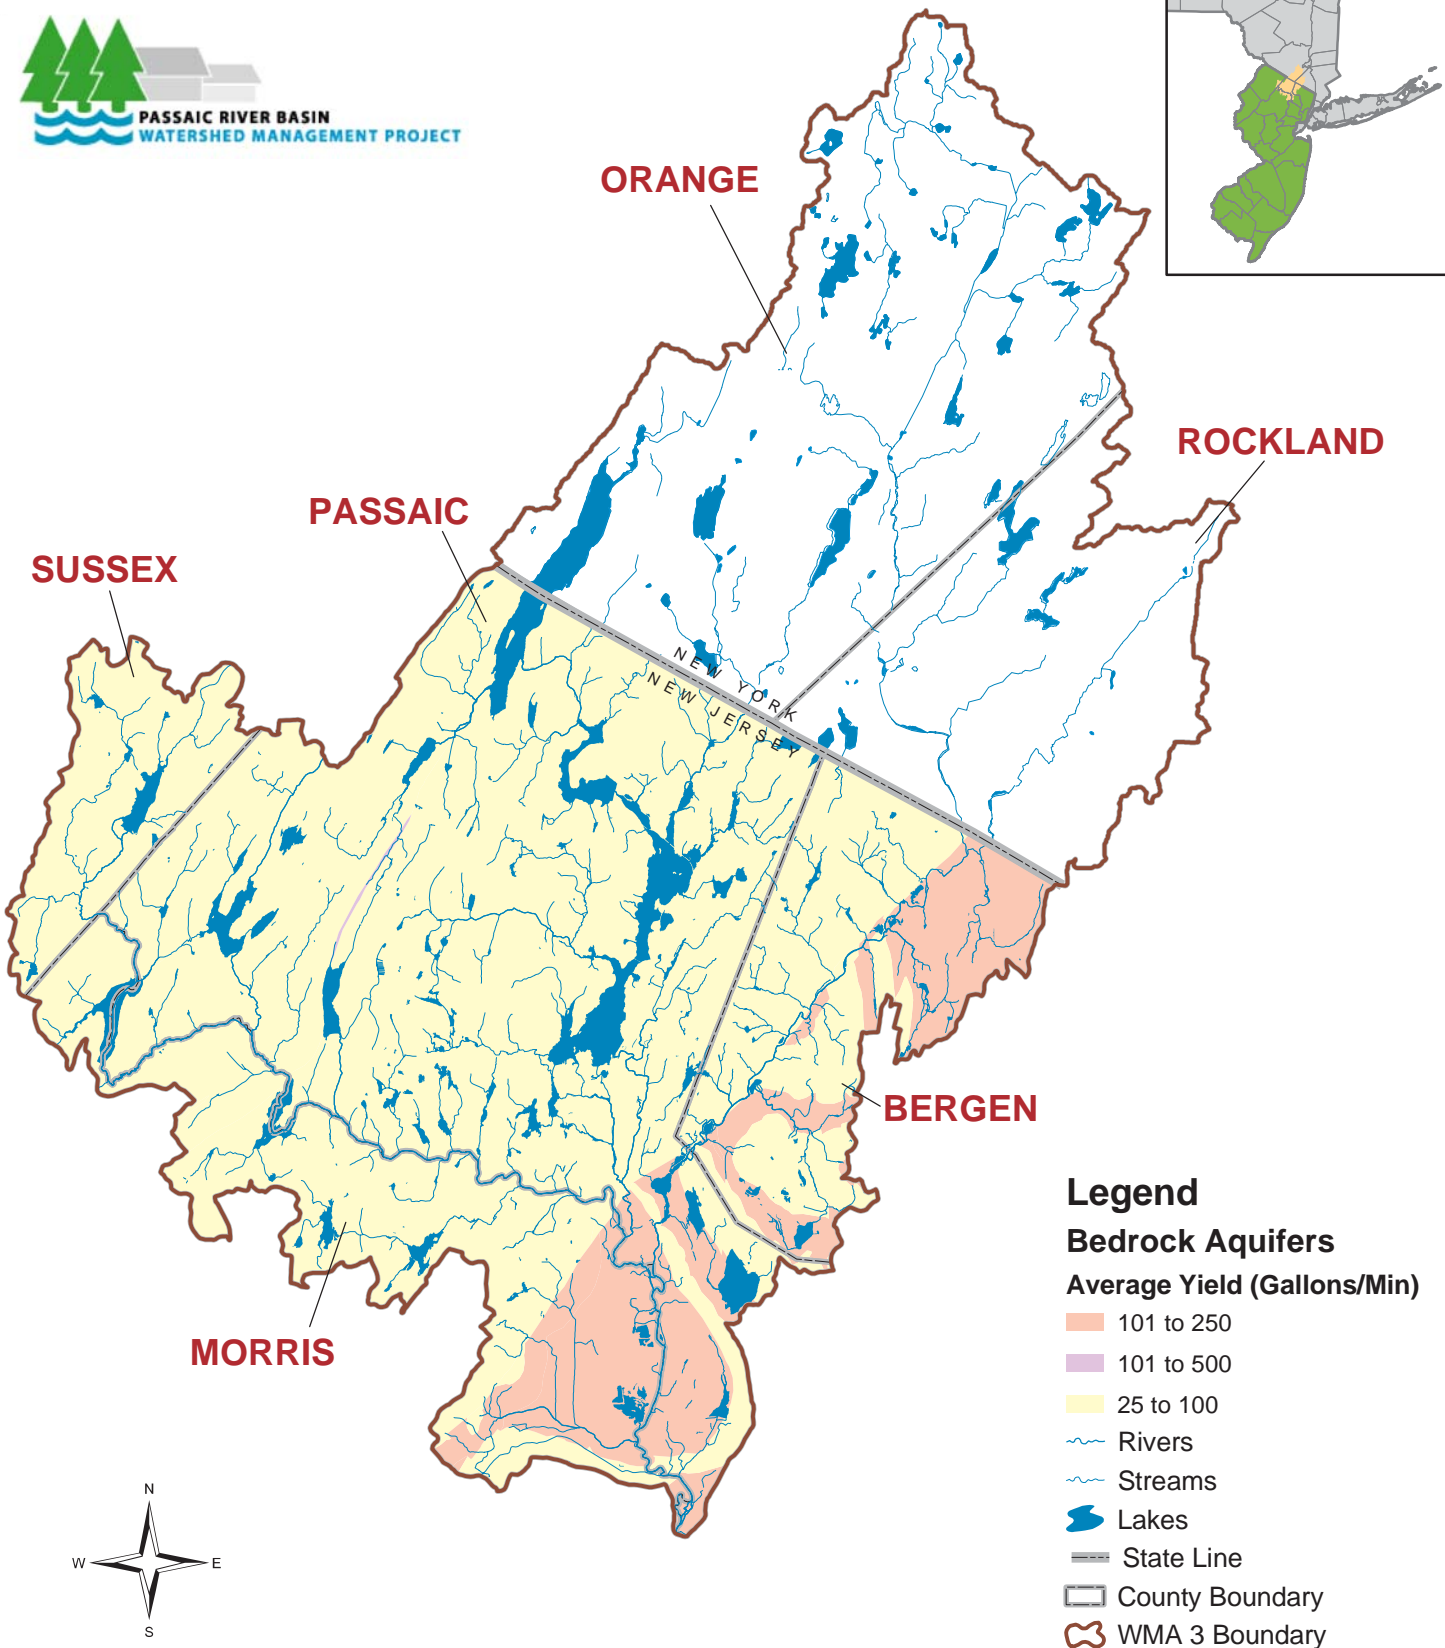 PASSAIC RIVER BASIN
WATERSHED MANAGEMENT PROJECT
ORANGE
ROCKLAND
PASSAIC
SUSSEX
NEW YORK
NEW JERSEY
BERGEN
MORRIS
Legend
Bedrock Aquifers
Average Yield (Gallons/Min)
101 to 250
101 to 500
25 to 100
Rivers
Streams
Lakes
State Line
County Boundary
WMA 3 Boundary
N
W
E
S